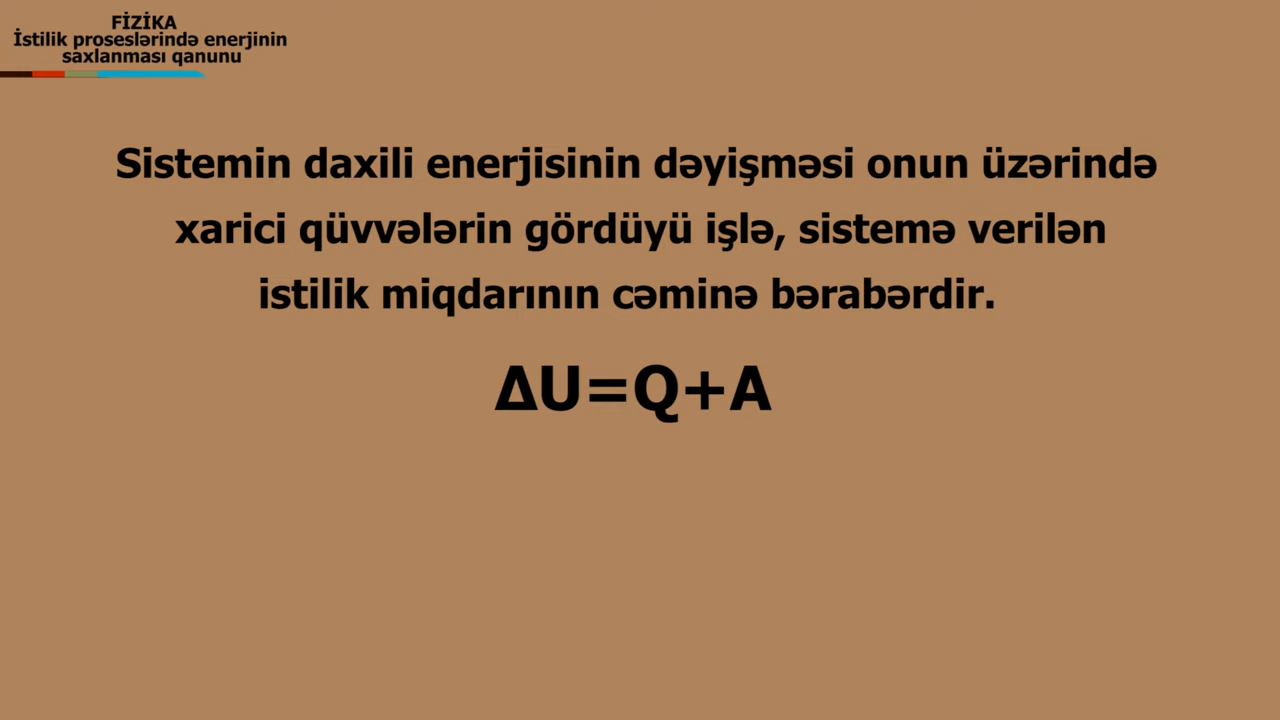 FİZİKA
İstilik proseslərində enerjinin
saxlanması qanunu
Sistemin daxili enerjisinin dəyişməsi onun üzərində
xarici qüvvələrin gördüyü işlə, sistemə verilən
istilik miqdarının cəminə bərabərdir.
ΔU=Q+A